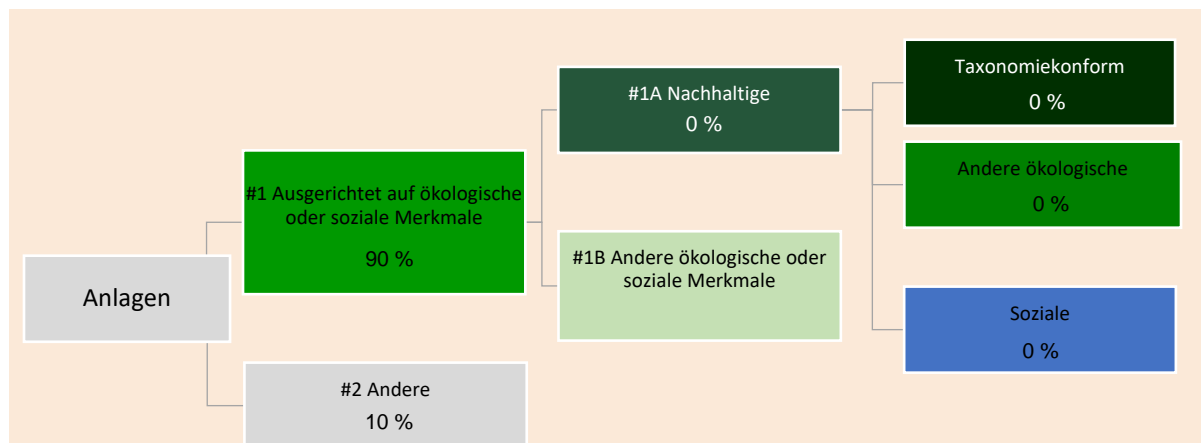 Anlagen
#1 Ausgerichtet auf ökologische
oder soziale Merkmale
90 %
#2 Andere
10 %
#1A Nachhaltige
0 %
#1B Andere ökologische oder
soziale Merkmale
Taxonomiekonform
0 %
Andere ökologische
0 %
Soziale
0 %